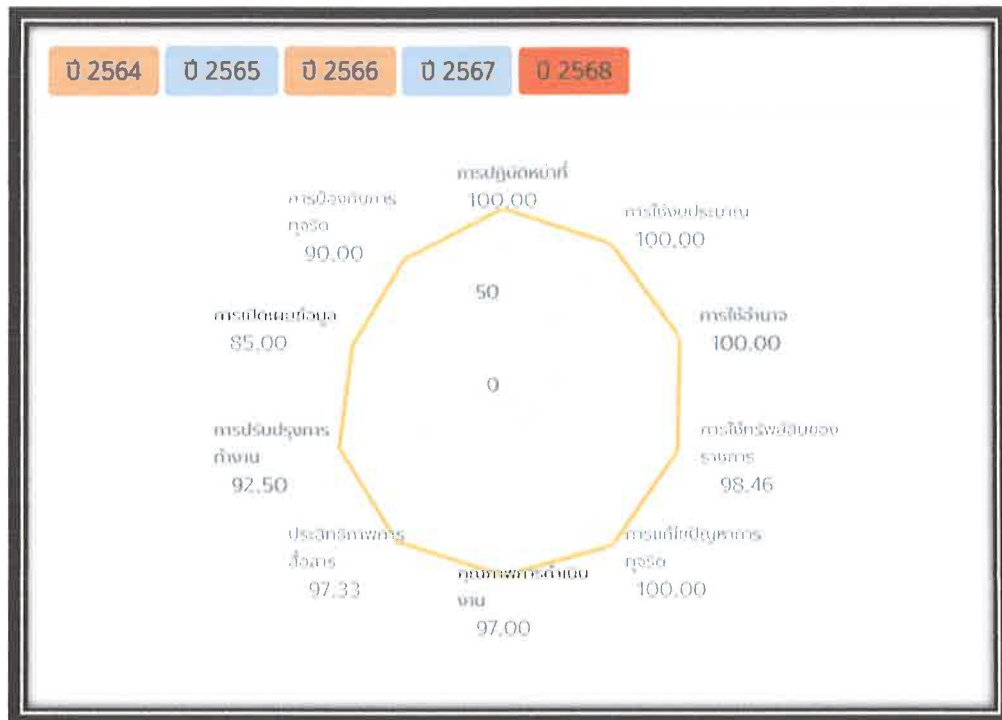 ปี 2564
ปี 2565
ปี 2566
ปี 2567
ปี 2568
การปฏิบัติหน้าที่
100.00
การใช้งบประมาณ
100.00
การใช้อำนาจ
100.00
การใช้ทรัพย์สินของ
ราชการ
98.46
การแก้ไขปัญหาการ
ทุจริต
100.00
คุณภาพการดำเนิน
งาน
97.00
ประสิทธิภาพการ
สื่อสาร
97.33
การปรับปรุงการ
ทำงาน
92.50
การเปิดเผยข้อมูล
85.00
การป้องกันการ
ทุจริต
90.00
50
0